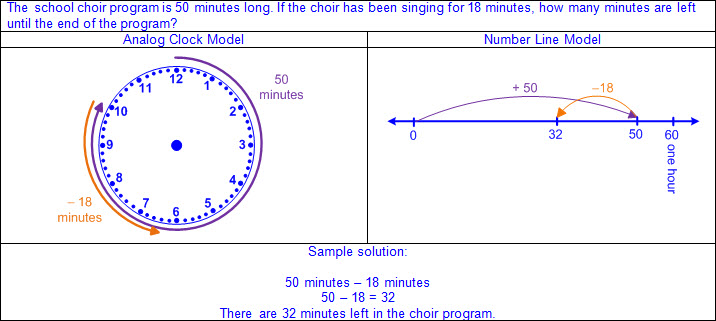 The school choir program is 50 minutes long. If the choir has been singing for 18 minutes, how many minutes are left
until the end of the program?
Analog Clock Model
Number Line Model
12
1
2
3
4
5
6
7
8
9
10
11
50
minutes
– 18
minutes
+ 50
–18
0
32
50
60
one hour
Sample solution:
50 minutes – 18 minutes
50 – 18 = 32
There are 32 minutes left in the choir program.